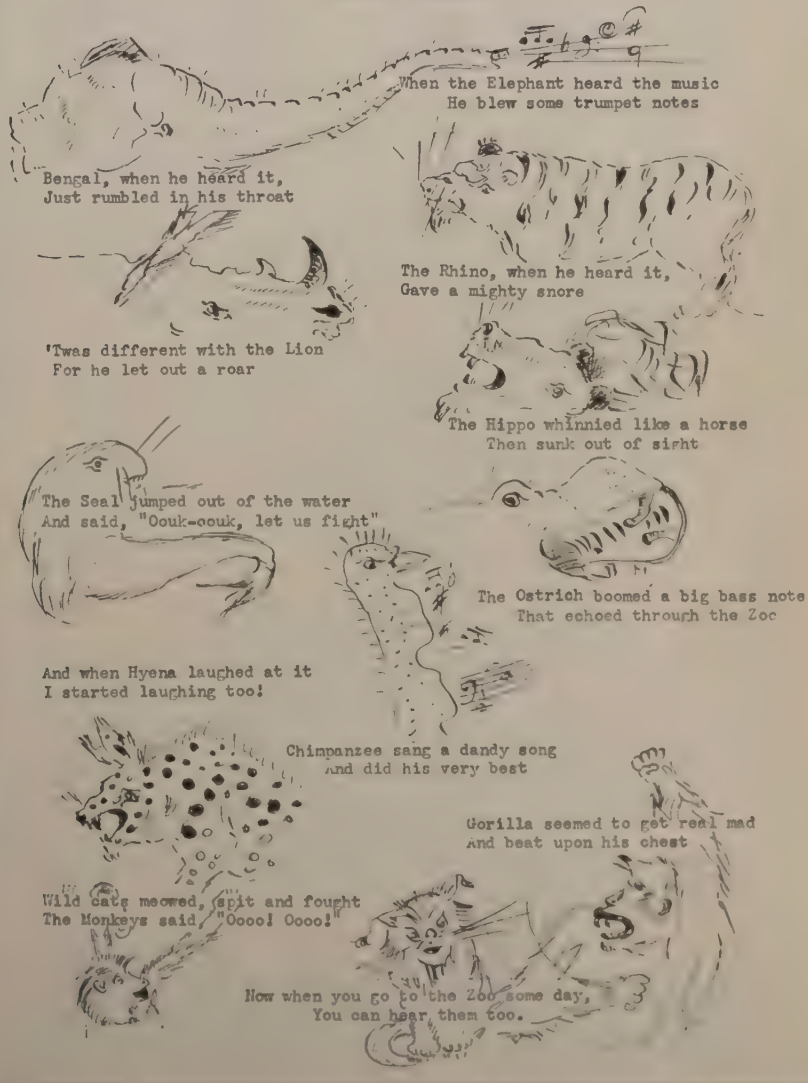 When the Elephant heard the music
He blew some trumpet notes
Bengal, when he heard it,
Just rumbled in his throat
The Rhino, when he heard it,
Gave a mighty snore
'Twas different with the Lion
For he let out a roar
The Hippo whinnied like a horse
Then sunk out of sight
The Seal jumped out of the water
And said, "Oouk-oouk, let us fight"
The Ostrich boomed a big bass note
That echoed through the Zoo
And when Hyena laughed at it
I started laughing too!
Chimpanzee sang a dandy song
And did his very best
Gorilla seemed to get real mad
And beat upon his chest
Wild cats meowed, spit and fought
The Monkeys said, "Oooo! Oooo!"
Now when you go to the Zoo some day,
You can hear them too.